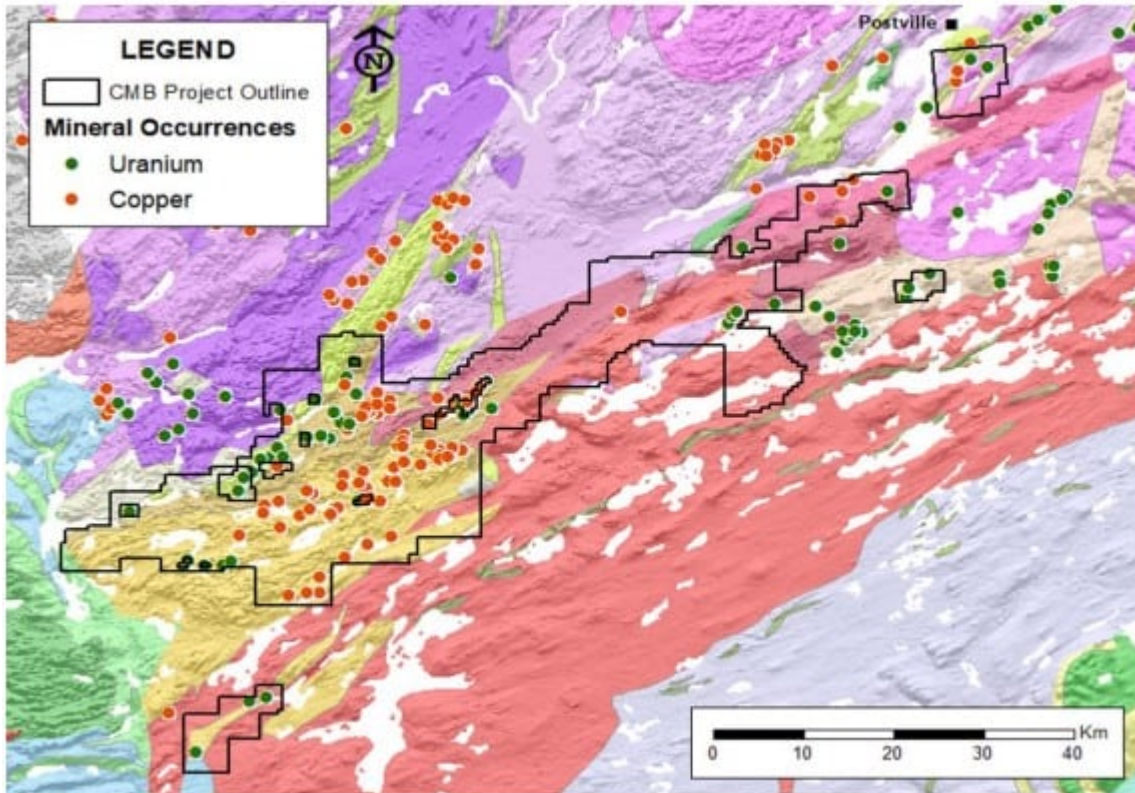 Postville
LEGEND
N
CMB Project Outline
Mineral Occurrences
Uranium
Copper
Km
0 10 20 30 40